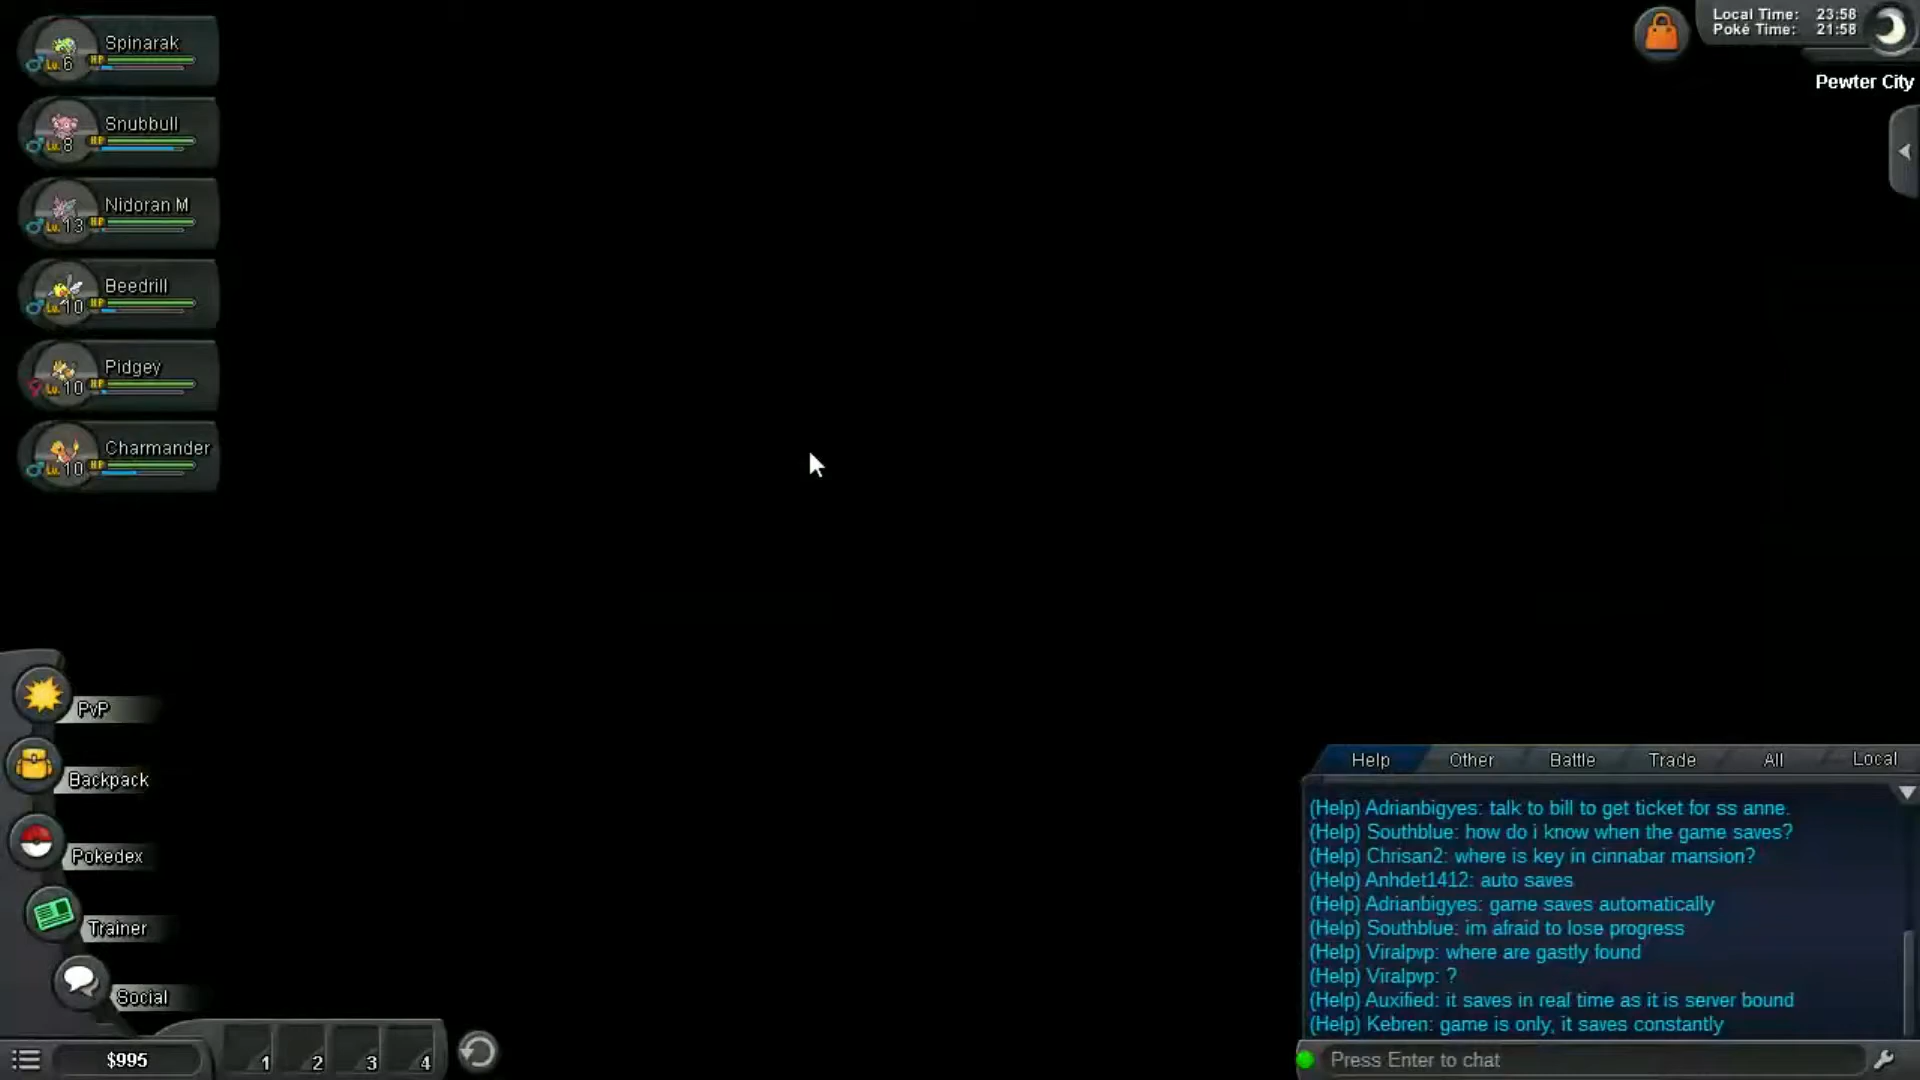 Spinarak
Lv. 6 HP
Snubbull
Lv. 8 HP
Nidoran M
Lv. 13 HP
Beedrill
Lv. 10 HP
Pidgey
Lv. 10 HP
Charmander
Lv. 10 HP
Local Time: 23:58
Poké Time: 21:58
Pewter City
PvP
Backpack
Pokedex
Trainer
Social
$995
1 2 3 4
Help Other Battle Trade All Local
(Help) Adrianbigyes: talk to bill to get ticket for ss anne.
(Help) Southblue: how do i know when the game saves?
(Help) Chrisan2: where is key in cinnabar mansion?
(Help) Anhdet1412: auto saves
(Help) Adrianbigyes: game saves automatically
(Help) Southblue: im afraid to lose progress
(Help) Viralpvp: where are gastly found
(Help) Viralpvp: ?
(Help) Auxified: it saves in real time as it is server bound
(Help) Kebren: game is only, it saves constantly
Press Enter to chat